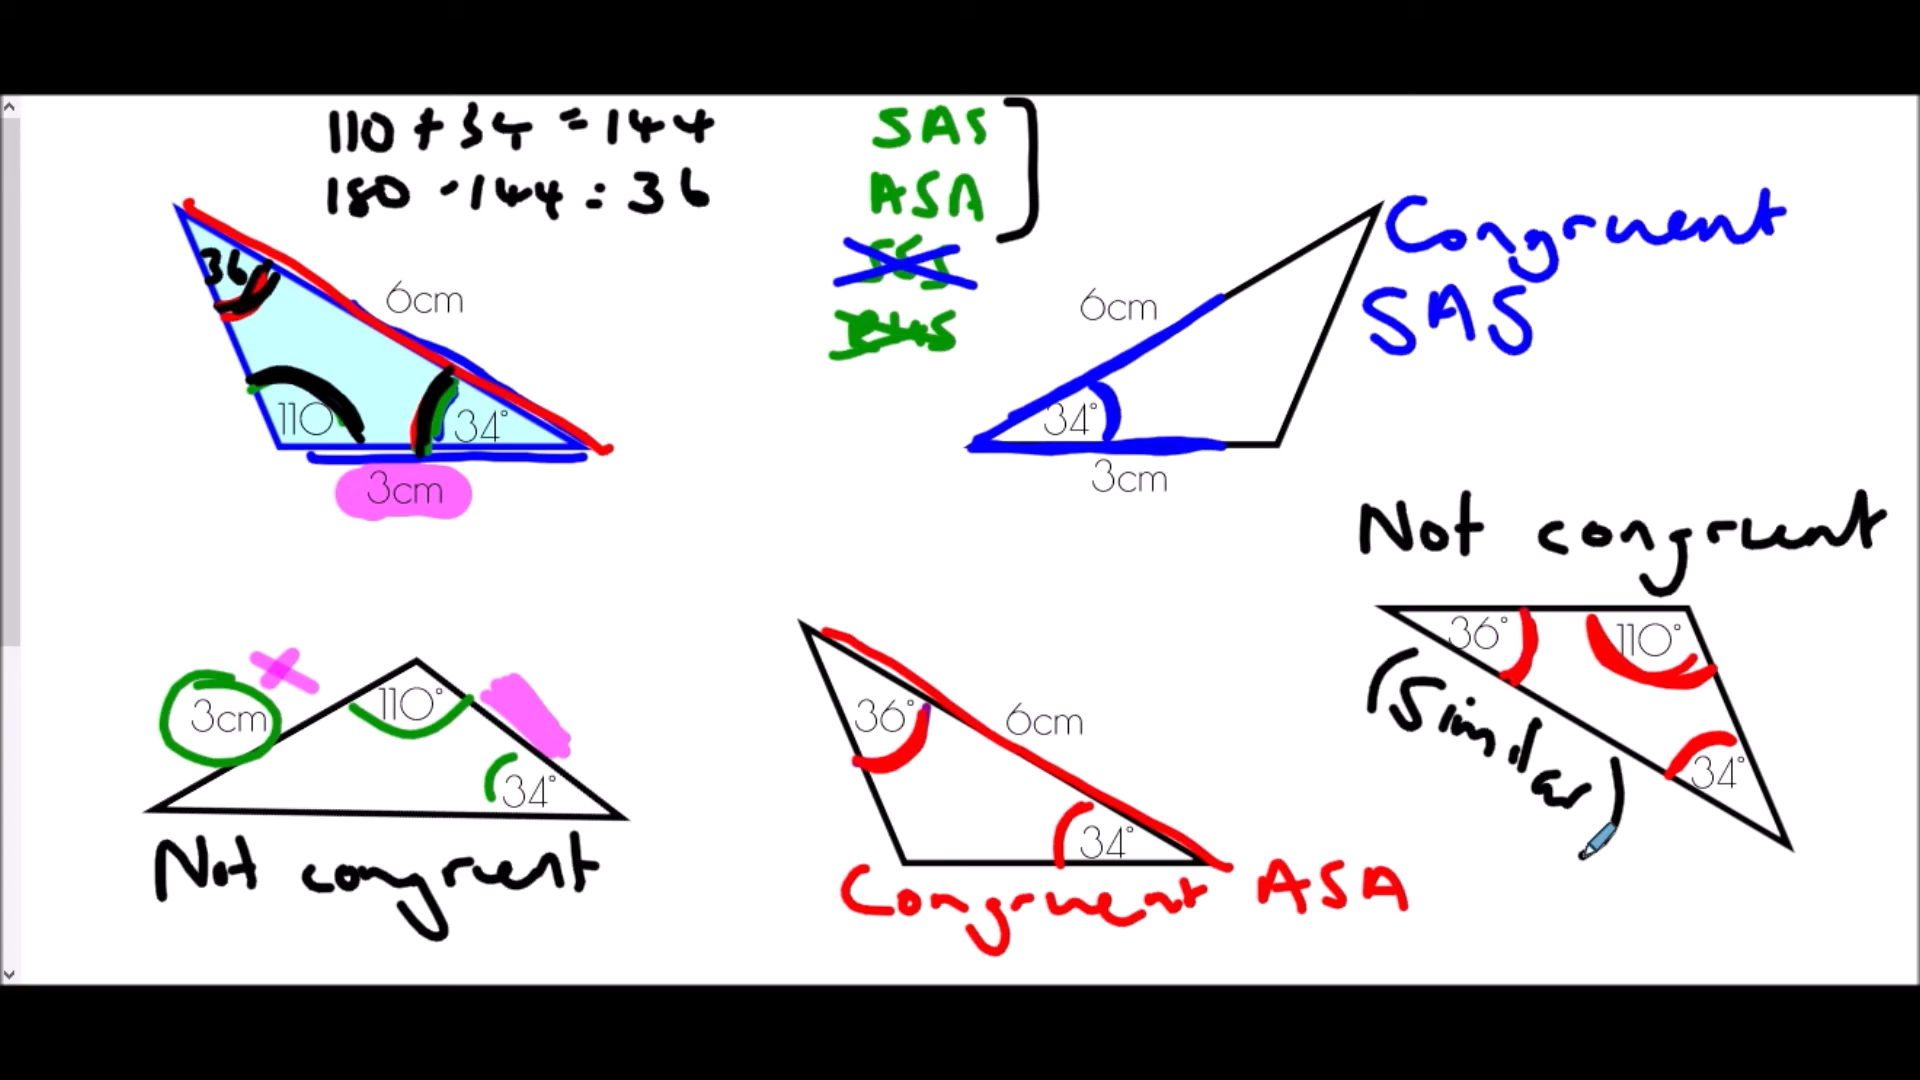 110 + 34 = 144
180 - 144 = 36
SAS
ASA
Congruent
SAS
36
6cm
110
34°
3cm
6cm
34°
3cm
Not congruent
3cm
110°
34°
Not congruent
36°
6cm
34°
Congruent ASA
36°
110°
34°
(Similar)